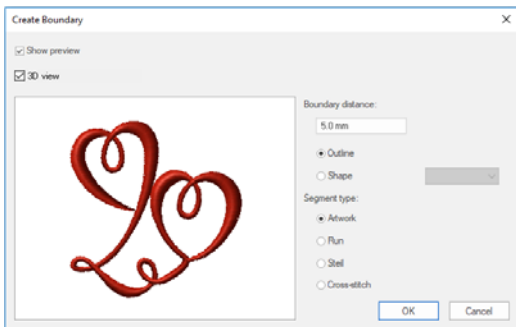 Create Boundary
Show preview
3D view
Boundary distance:
5.0 mm
Outline
Shape
Segment type:
Artwork
Run
Steil
Cross-stitch
OK
Cancel